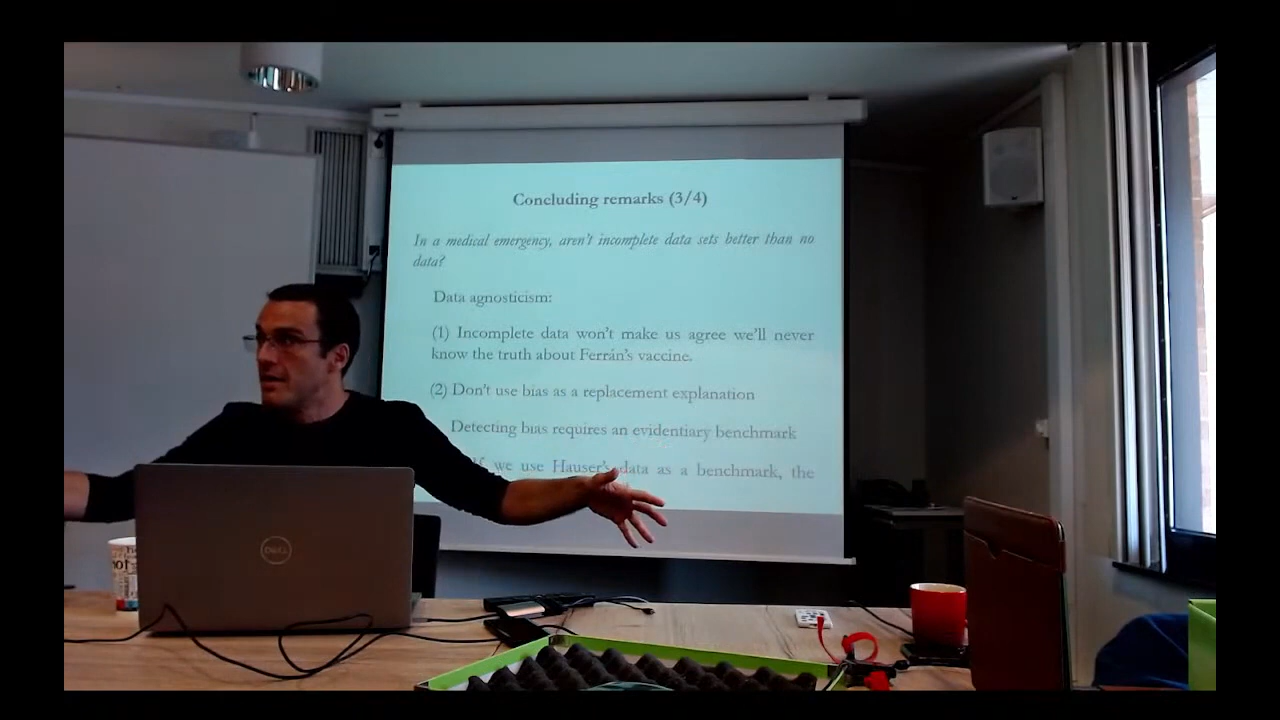 Concluding remarks (3/4)
In a medical emergency, aren't incomplete data sets better than no
data?
Data agnosticism:
(1) Incomplete data won't make us agree we'll never
know the truth about Ferrán's vaccine.
(2) Don't use bias as a replacement explanation
Detecting bias requires an evidentiary benchmark
If we use Hauser's data as a benchmark, the
DELL